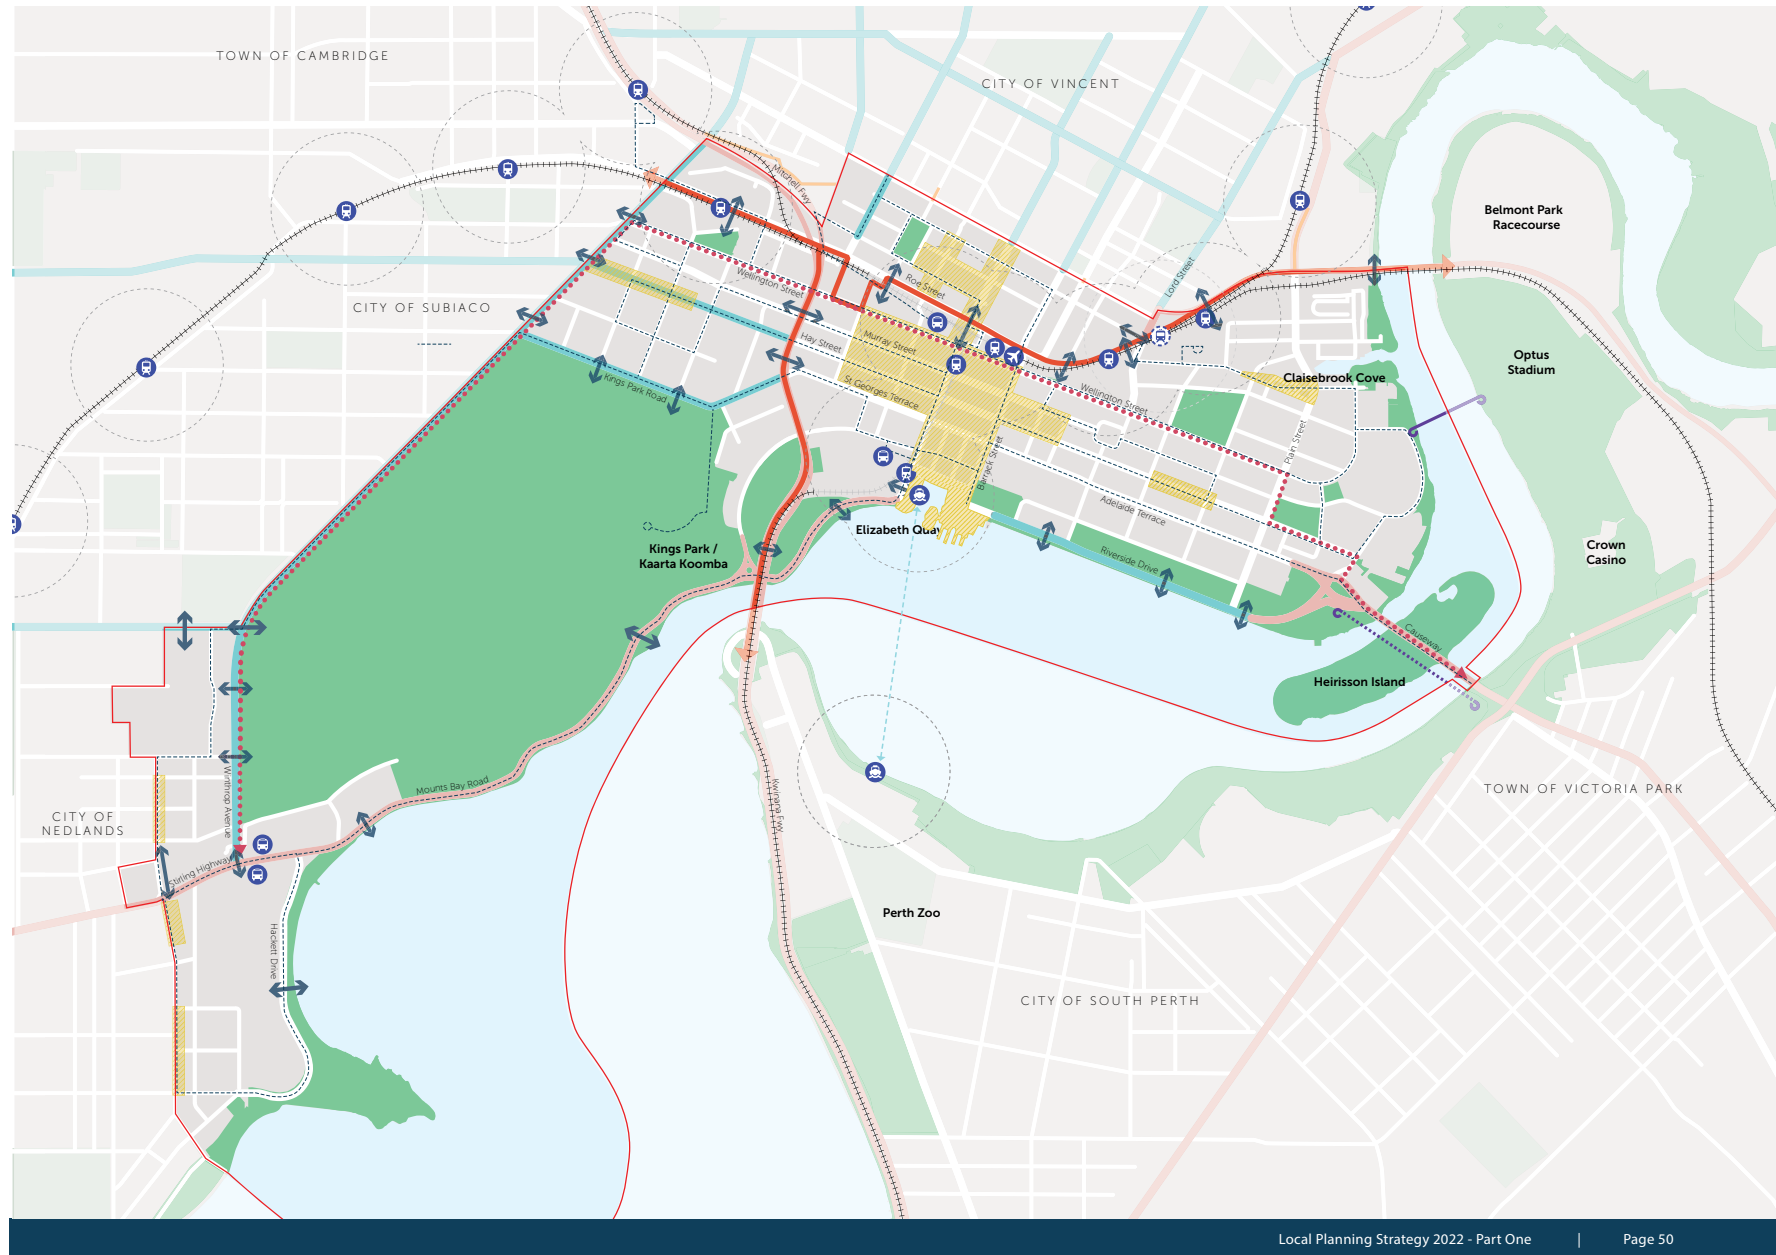 TOWN OF CAMBRIDGE
CITY OF VINCENT
Mitchell Fwy
Belmont Park
Racecourse
Lord Street
Roe Street
Wellington Street
CITY OF SUBIACO
Murray Street
Hay Street
Optus
Stadium
Claisebrook Cove
Kings Park Road
St Georges Terrace
Wellington Street
Plain Street
Barrack Street
Adelaide Terrace
Elizabeth Qua
Kings Park /
Kaarta Koomba
Riverside Drive
Crown
Casino
Causeway
Heirisson Island
Winthrop Avenue
Mounts Bay Road
Kwinana Fwy
TOWN OF VICTORIA PARK
CITY OF
NEDLANDS
Stirling Highway
Perth Zoo
Hackett Drive
CITY OF SOUTH PERTH
Local Planning Strategy 2022 - Part One | Page 50